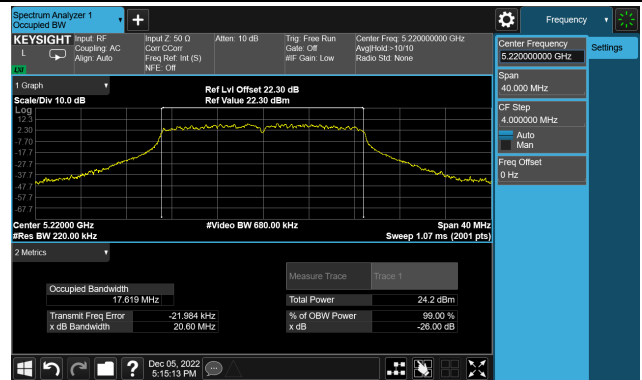 Spectrum Analyzer 1
Occupied BW
Frequency
KEYSIGHT
L
LXI
Input: RF
Coupling: AC
Align: Auto
Input Z: 50 Ω
Corr CCorr
Freq Ref: Int (S)
NFE: Off
Atten: 10 dB
Trig: Free Run
Gate: Off
#IF Gain: Low
Center Freq: 5.220000000 GHz
Avg|Hold:>10/10
Radio Std: None
Center Frequency
5.220000000 GHz
Settings
Span
40.000 MHz
CF Step
4.000000 MHz
Auto
Man
Freq Offset
0 Hz
1 Graph
Scale/Div 10.0 dB
Ref Lvl Offset 22.30 dB
Ref Value 22.30 dBm
Log
12.3
2.30
-7.70
-17.7
-27.7
-37.7
-47.7
-57.7
-67.7
Center 5.22000 GHz
#Res BW 220.00 kHz
#Video BW 680.00 kHz
Span 40 MHz
Sweep 1.07 ms (2001 pts)
2 Metrics
Measure Trace Trace 1
Occupied Bandwidth
17.619 MHz
Total Power 24.2 dBm
Transmit Freq Error -21.984 kHz
% of OBW Power 99.00 %
x dB Bandwidth 20.60 MHz
x dB -26.00 dB
?
Dec 05, 2022
5:15:13 PM